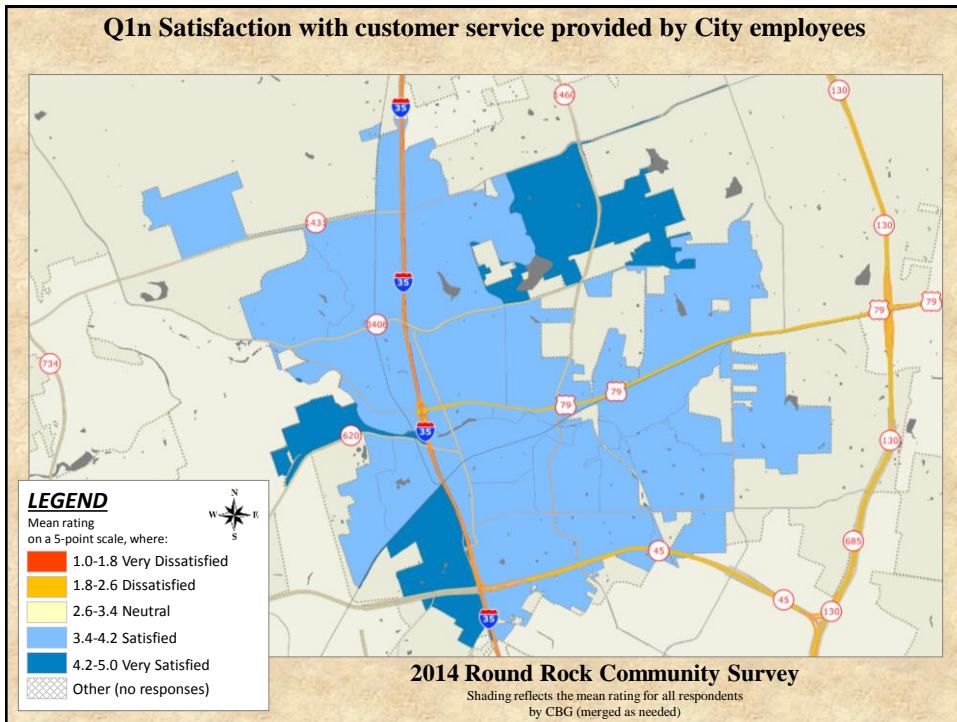 Q1n Satisfaction with customer service provided by City employees
35
1460
130
1431
130
35
79
79
3406
734
79
79
35
620
130
LEGEND
Mean rating
on a 5-point scale, where:
1.0-1.8 Very Dissatisfied
1.8-2.6 Dissatisfied
2.6-3.4 Neutral
3.4-4.2 Satisfied
4.2-5.0 Very Satisfied
Other (no responses)
N
W E
S
685
45
45
130
35
2014 Round Rock Community Survey
Shading reflects the mean rating for all respondents
by CBG (merged as needed)